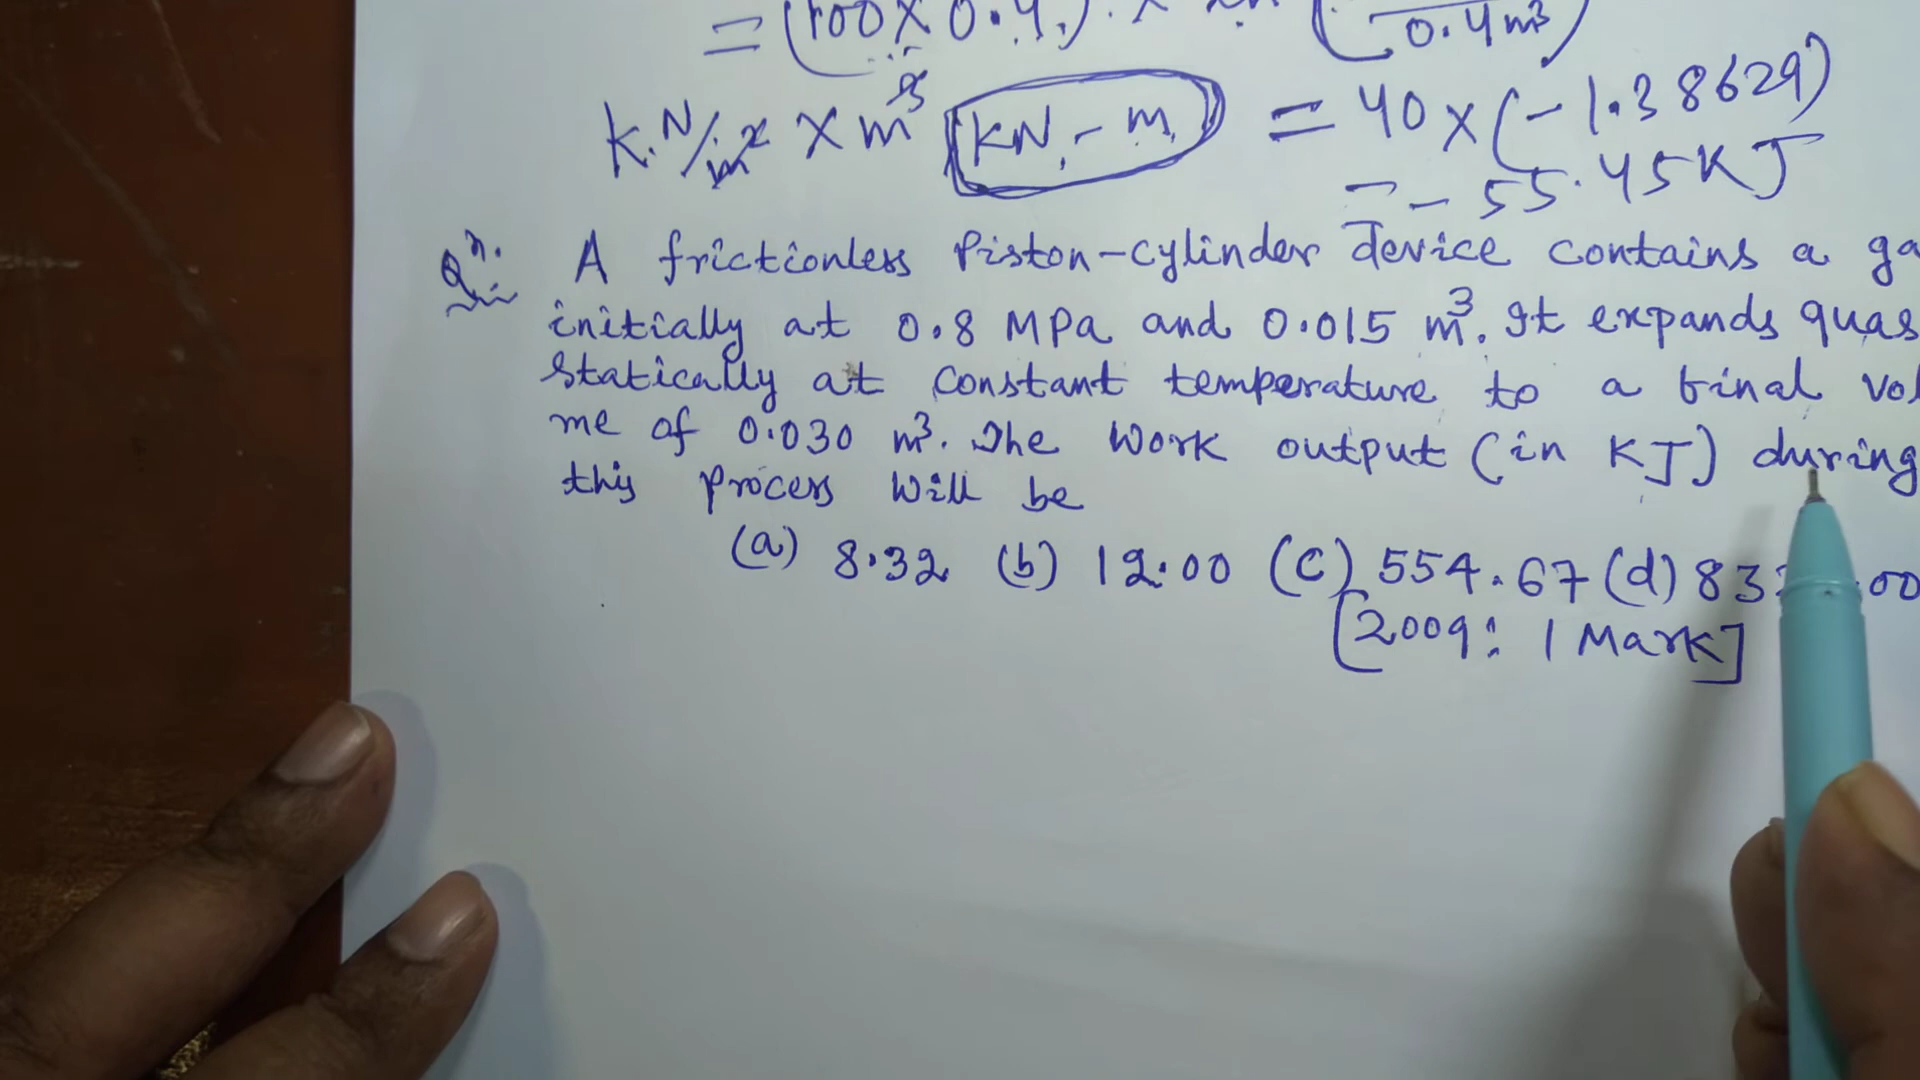 = (100 × 0.4) × 0.4 m³)
k.N/m² × m³ KN - m = 40 × (-1.38629)
= - 55.45 KJ
Qn. A frictionless Piston-cylinder Device contains a ga
initially at 0.8 MPa and 0.015 m³. It expands quas
statically at constant temperature to a final vol
me of 0.030 m³. The Work output (in KJ) during
this process will be
(a) 8.32 (b) 12.00 (c) 554.67 (d) 83 .00
[2009: 1 Mark]